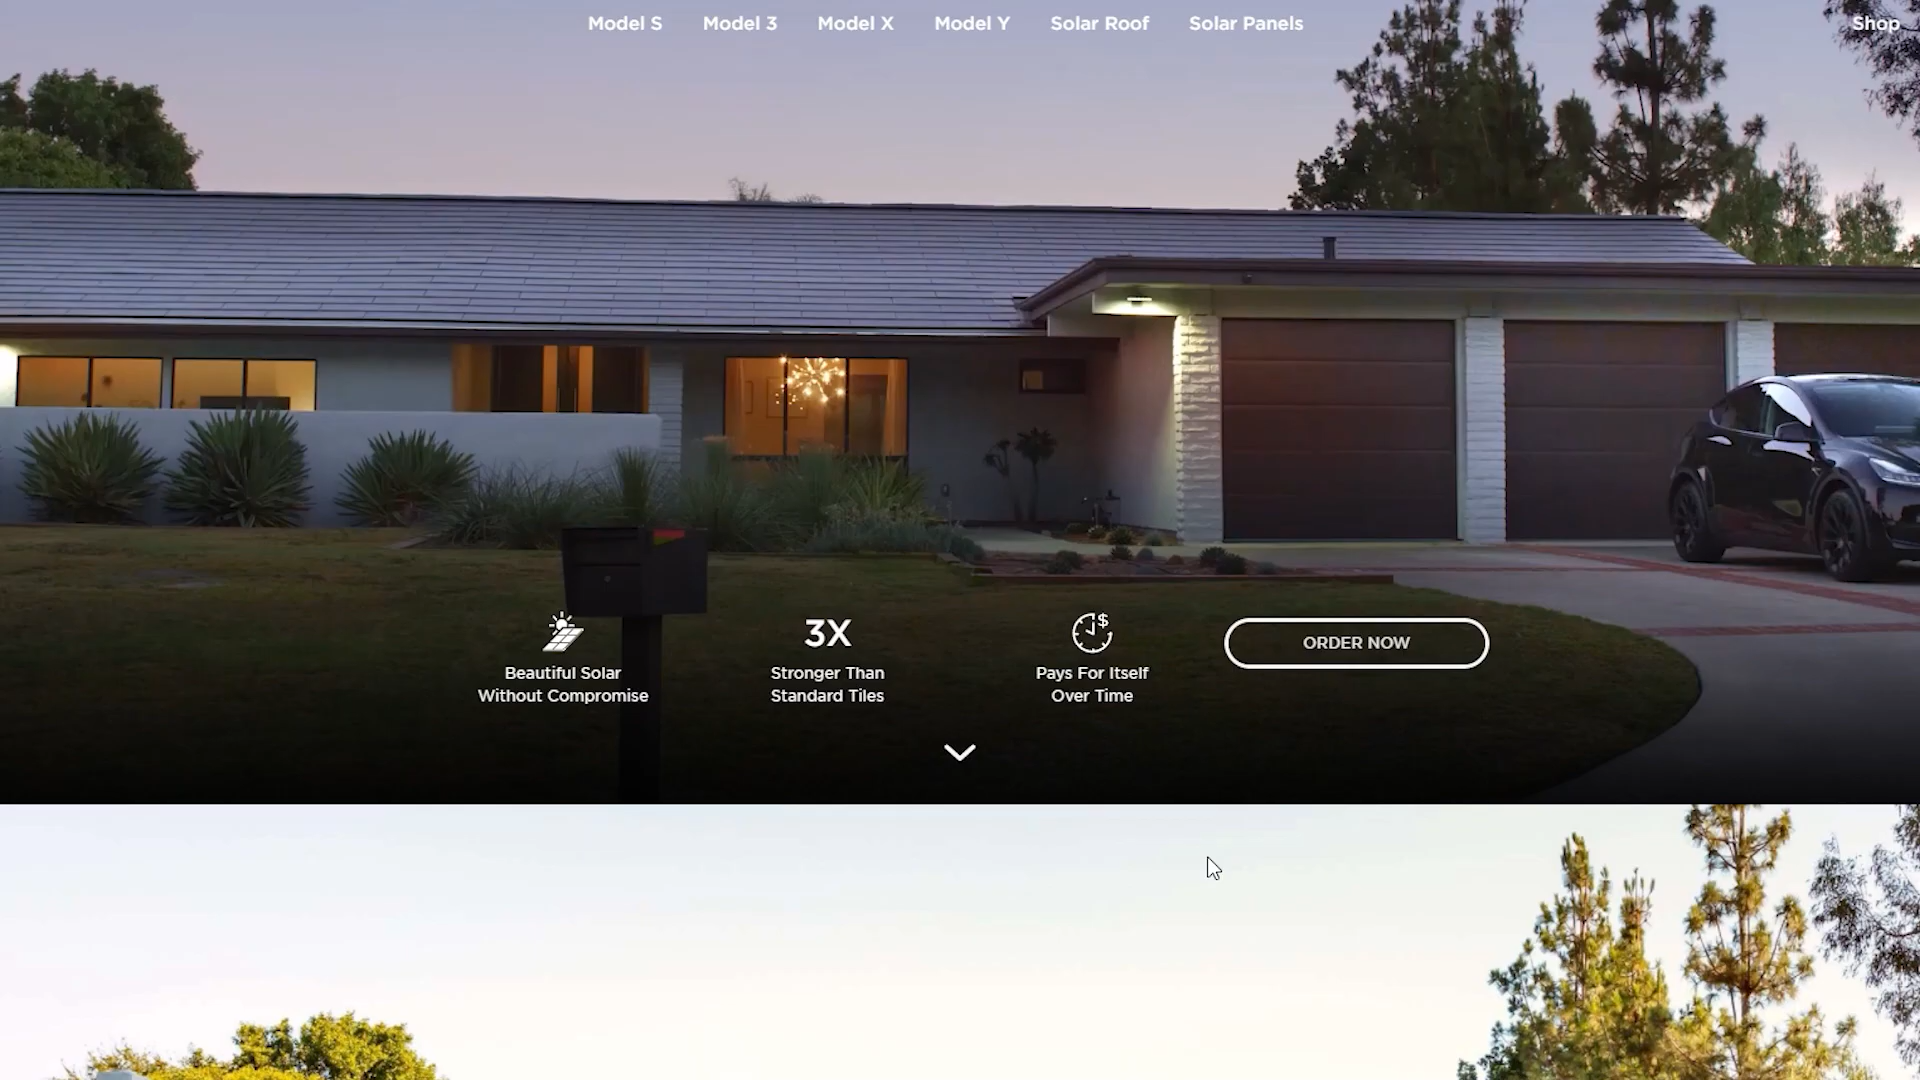 Model S
Model 3
Model X
Model Y
Solar Roof
Solar Panels
Shop
Beautiful Solar
Without Compromise
3X
Stronger Than
Standard Tiles
$
Pays For Itself
Over Time
ORDER NOW